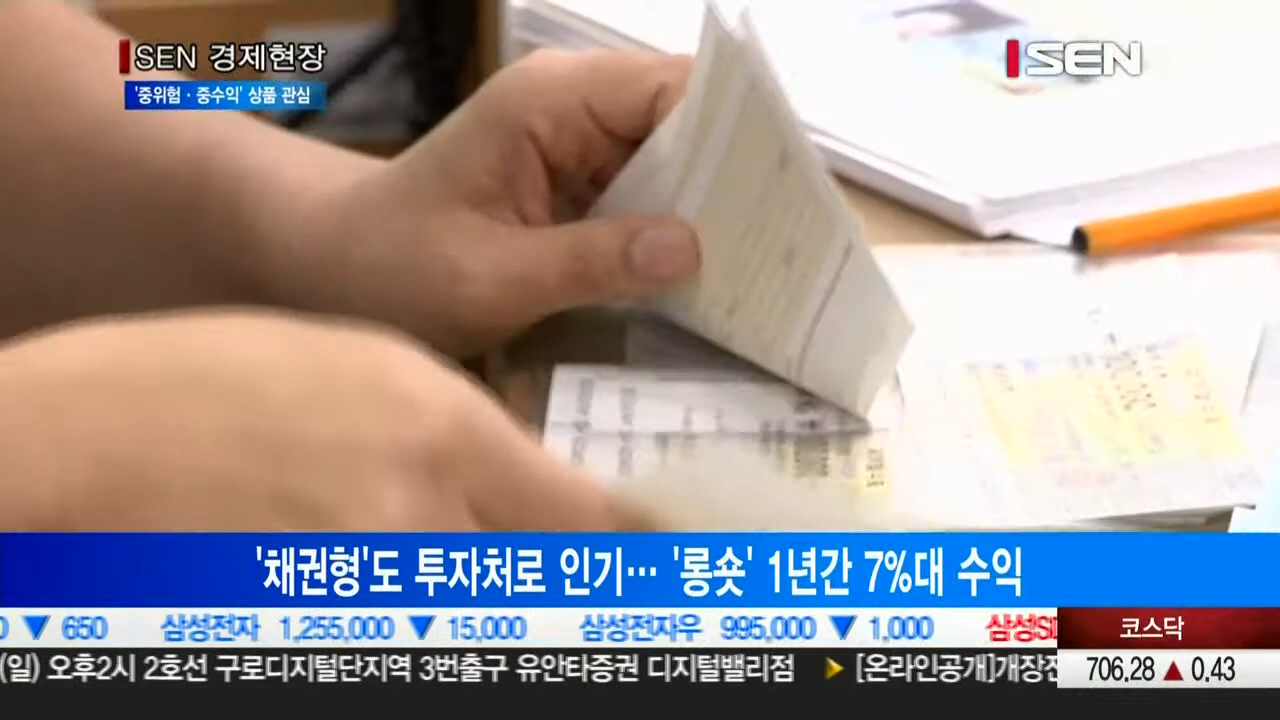 SEN 경제현장
SEN
'중위험·중수익' 상품 관심
'채권형'도 투자처로 인기… '롱숏' 1년간 7%대 수익
0 ▼ 650 삼성전자 1,255,000 ▼ 15,000 삼성전자우 995,000 ▼ 1,000 삼성SD
코스닥
(일) 오후2시 2호선 구로디지털단지역 3번출구 유안타증권 디지털밸리점 ▶ [온라인공개]개장전
706.28 ▲ 0.43